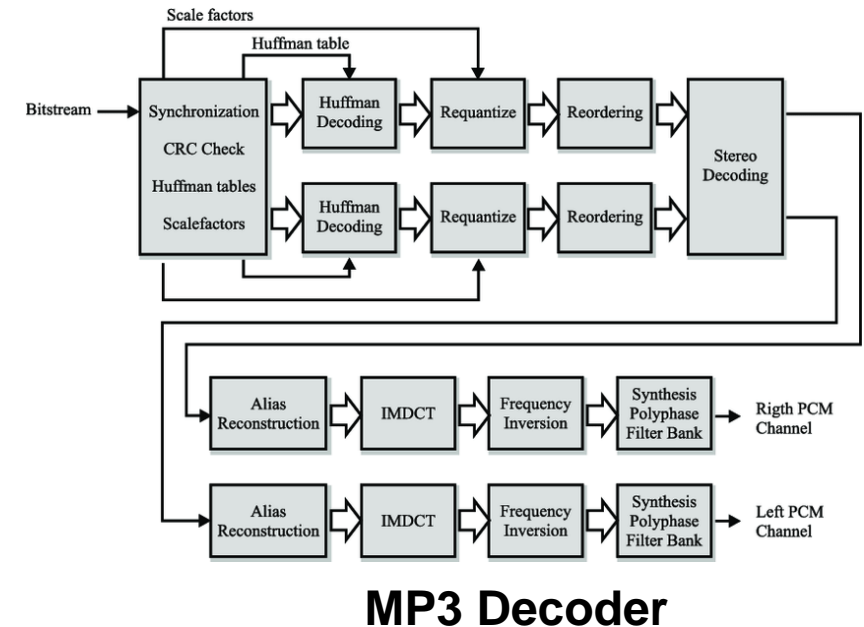 Scale factors
Huffman table
Bitstream
Synchronization
CRC Check
Huffman tables
Scalefactors
Huffman
Decoding
Requantize
Reordering
Stereo
Decoding
Huffman
Decoding
Requantize
Reordering
Alias
Reconstruction
IMDCT
Frequency
Inversion
Synthesis
Polyphase
Filter Bank
Rigth PCM
Channel
Alias
Reconstruction
IMDCT
Frequency
Inversion
Synthesis
Polyphase
Filter Bank
Left PCM
Channel
MP3 Decoder